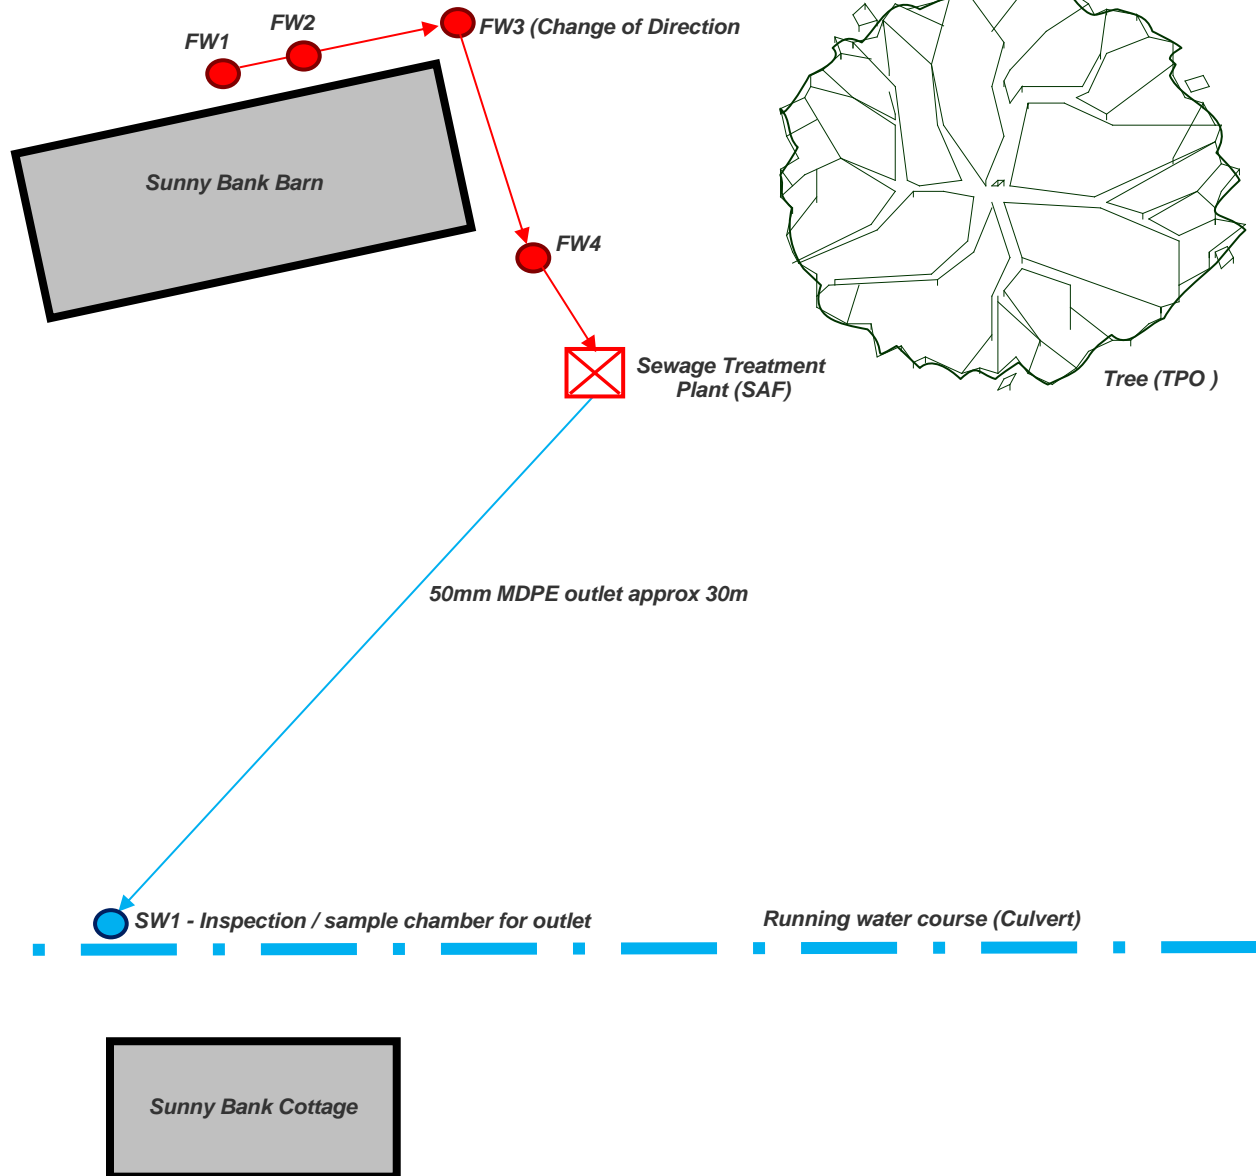 FW3 (Change of Direction
FW2
FW1
Sunny Bank Barn
FW4
Sewage Treatment
Plant (SAF)
Tree (TPO )
50mm MDPE outlet approx 30m
SW1 - Inspection / sample chamber for outlet
Running water course (Culvert)
Sunny Bank Cottage